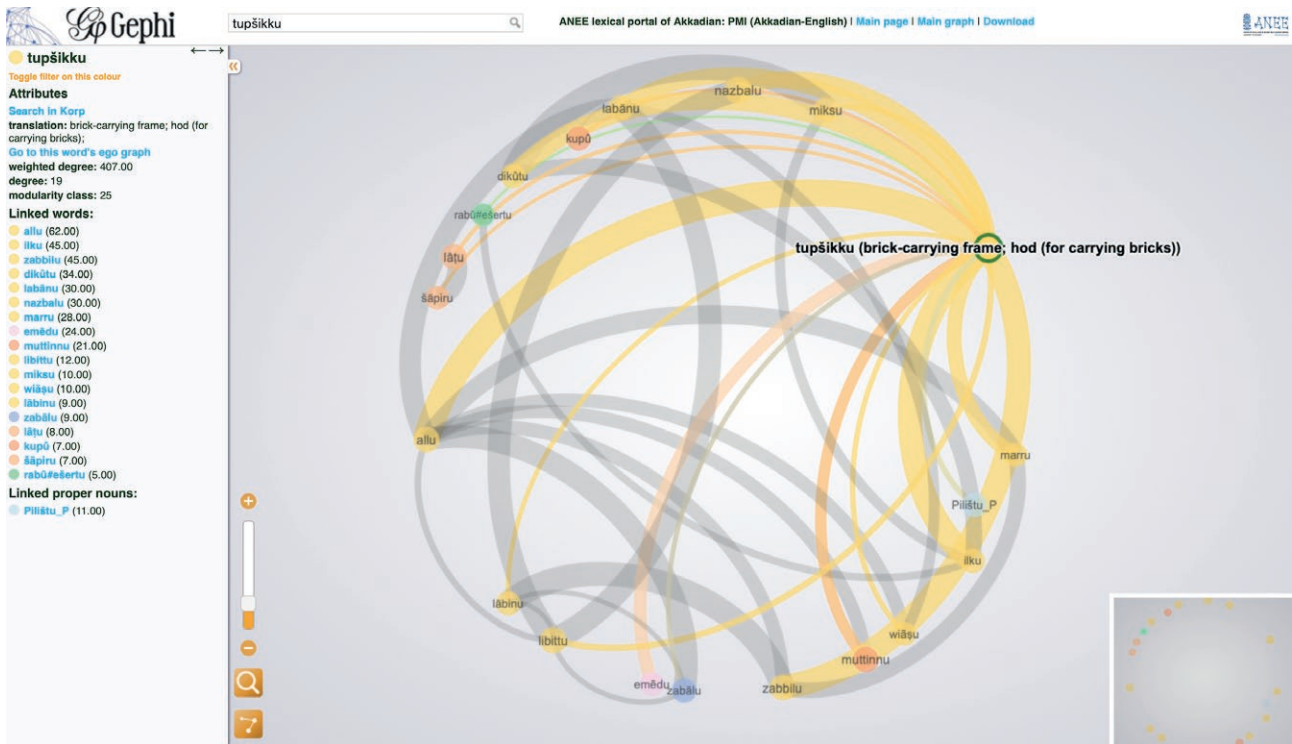 Gephi
tupšikku
ANEE lexical portal of Akkadian: PMI (Akkadian-English) | Main page | Main graph | Download
ANEE
tupšikku
Toggle filter on this colour
Attributes
Search in Korp
translation: brick-carrying frame; hod (for
carrying bricks);
Go to this word's ego graph
weighted degree: 407.00
degree: 19
modularity class: 25
Linked words:
allu (62.00)
ilku (45.00)
zabbilu (45.00)
dikûtu (34.00)
labānu (30.00)
nazbalu (30.00)
marru (28.00)
emēdu (24.00)
muttinnu (21.00)
libittu (12.00)
miksu (10.00)
wiāṣu (10.00)
lābinu (9.00)
zabālu (9.00)
lâṭu (8.00)
kupû (7.00)
šāpiru (7.00)
rabû#ešertu (5.00)
Linked proper nouns:
Pilištu_P (11.00)
nazbalu
labānu
miksu
kupû
dikûtu
rabû#ešertu
tupšikku (brick-carrying frame; hod (for carrying bricks))
lâṭu
šāpiru
allu
marru
Pilištu_P
ilku
lābinu
wiāṣu
libittu
muttinnu
emēdu
zabālu
zabbilu